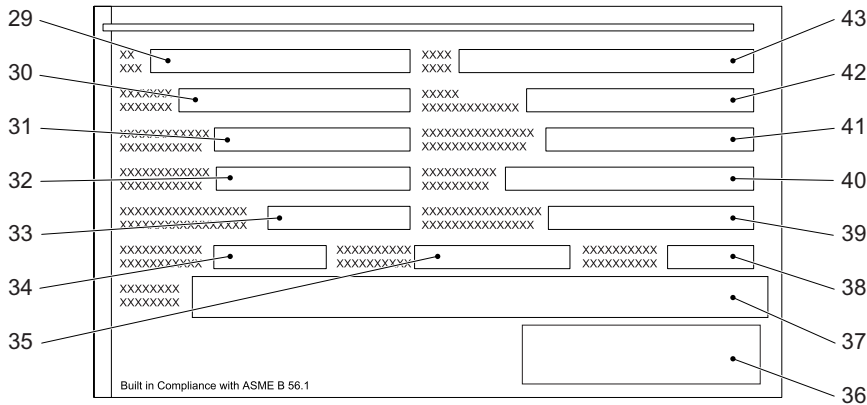 29
XX
XXX
XXXX
XXXX
43
30
XXXXXXX
XXXXXXX
XXXXX
XXXXXXXXXXXXX
42
31
XXXXXXXXXXXX
XXXXXXXXXXX
XXXXXXXXXXXXXXX
XXXXXXXXXXXXXX
41
32
XXXXXXXXXXXX
XXXXXXXXXXX
XXXXXXXXXX
XXXXXXXXX
40
33
XXXXXXXXXXXXXXXXX
XXXXXXXXXXXXXXXXX
XXXXXXXXXXXXXXXX
XXXXXXXXXXXXXXX
39
34
XXXXXXXXXXX
XXXXXXXXXXX
XXXXXXXXXX
XXXXXXXXXX
XXXXXXXXXX
XXXXXXXXXX
38
35
XXXXXXXX
XXXXXXXX
37
Built in Compliance with ASME B 56.1
36